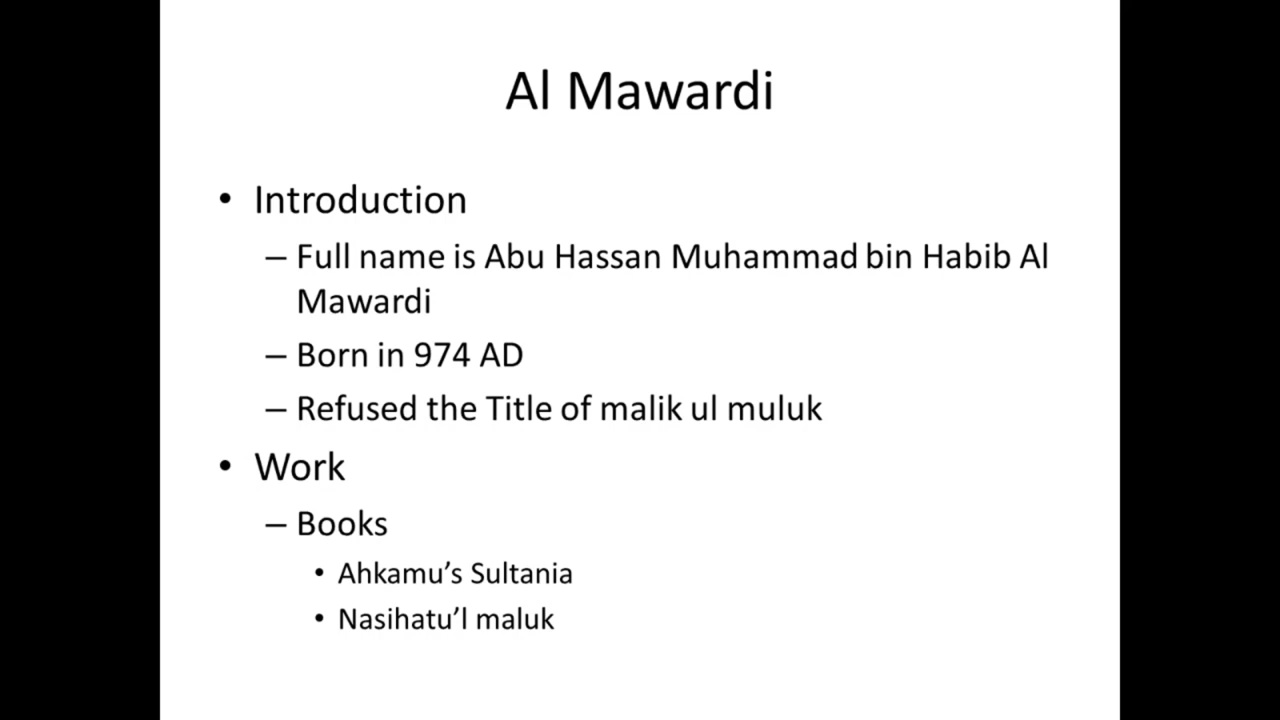 Al Mawardi
• Introduction
– Full name is Abu Hassan Muhammad bin Habib Al
Mawardi
– Born in 974 AD
– Refused the Title of malik ul muluk
• Work
– Books
• Ahkamu’s Sultania
• Nasihatu’l maluk